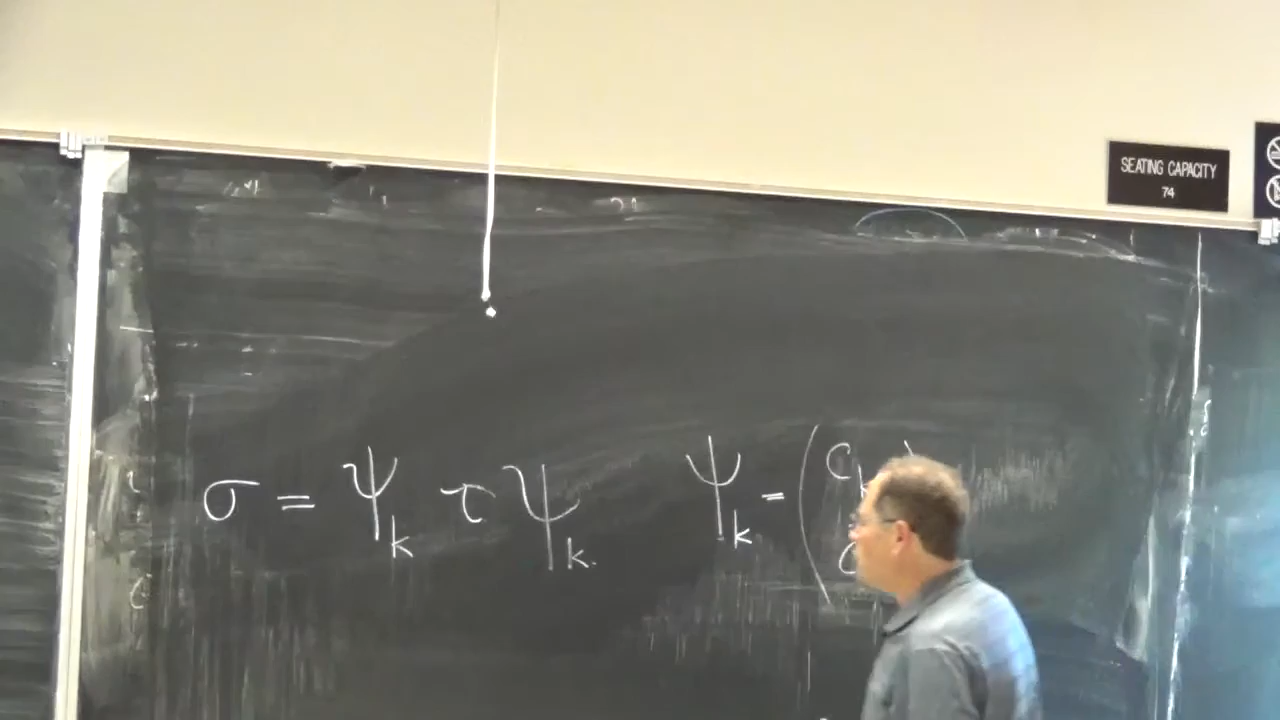 SEATING CAPACITY
74
σ = ψ_k τ ψ_k. ψ_k = ( c